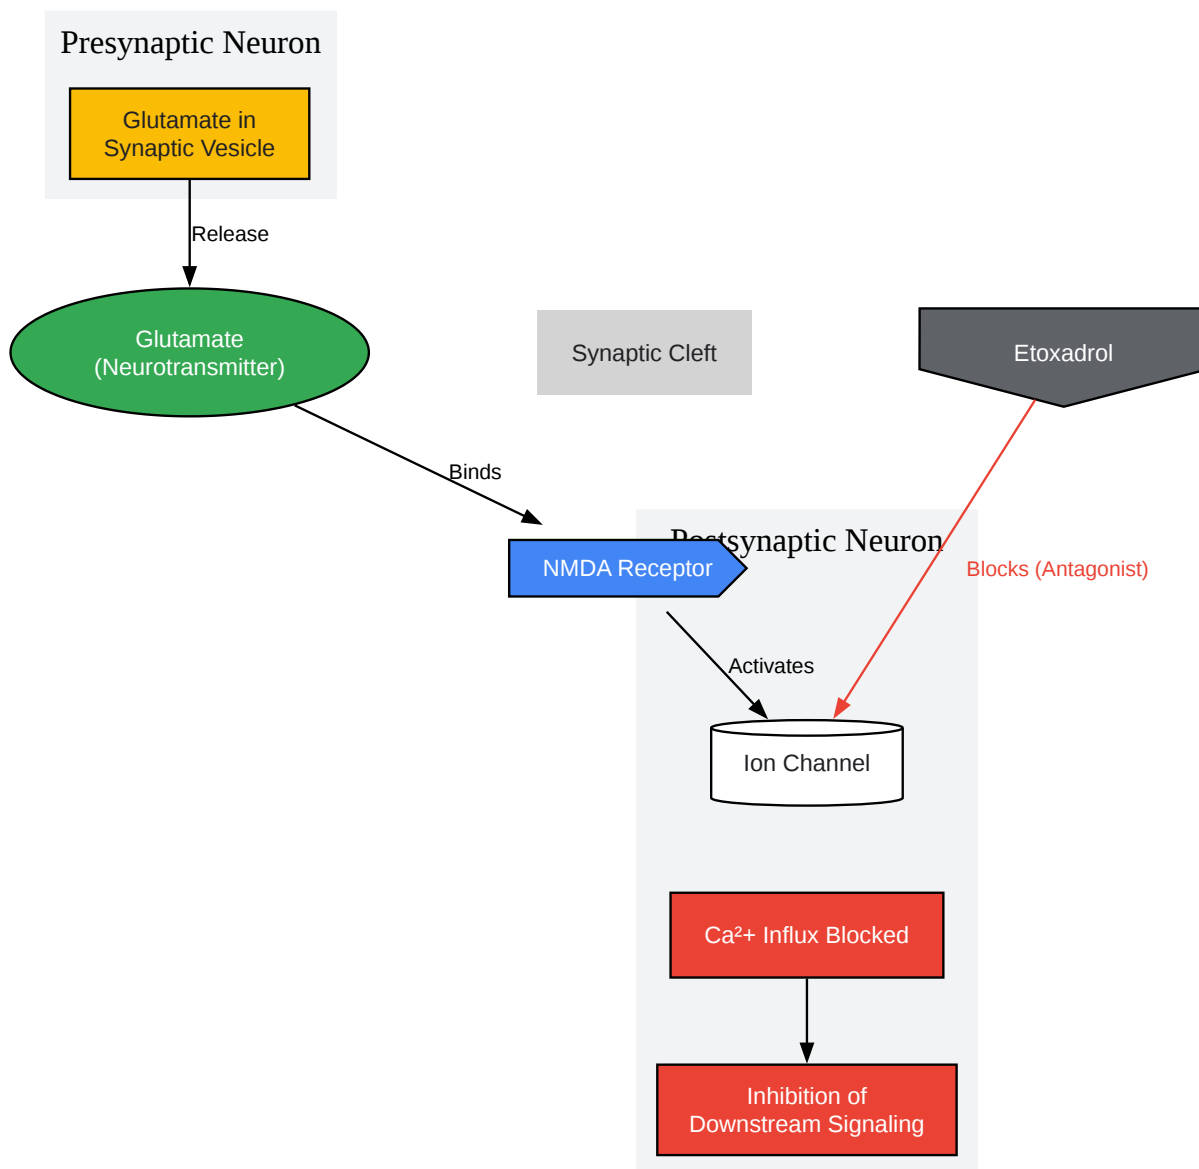 Presynaptic Neuron
Glutamate in
Synaptic Vesicle
Release
Glutamate
(Neurotransmitter)
Synaptic Cleft
Etoxadrol
Binds
Postsynaptic Neuron
NMDA Receptor
Blocks (Antagonist)
Activates
Ion Channel
Ca²+ Influx Blocked
Inhibition of
Downstream Signaling